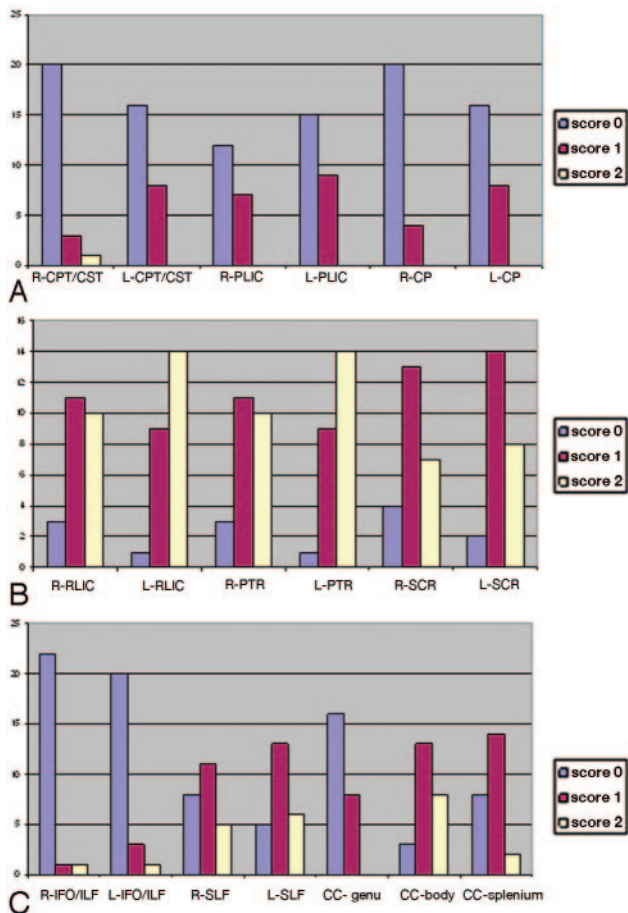 25
20
15
10
5
0
R-CPT/CST L-CPT/CST R-PLIC L-PLIC R-CP L-CP
score 0
score 1
score 2
A
16
14
12
10
8
6
4
2
0
R-RLIC L-RLIC R-PTR L-PTR R-SCR L-SCR
score 0
score 1
score 2
B
25
20
15
10
5
0
R-IFO/ILF L-IFO/ILF R-SLF L-SLF CC- genu CC-body CC-splenium
score 0
score 1
score 2
C